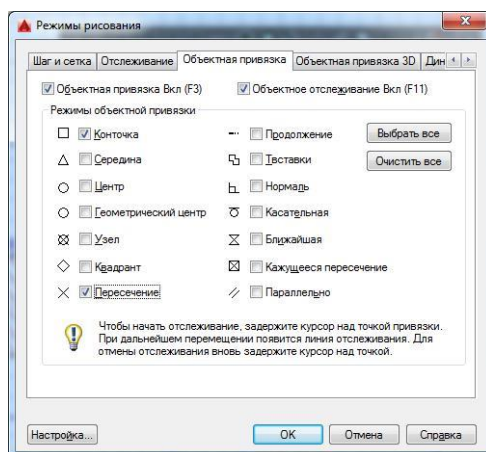 Режимы рисования
Шаг и сетка Отслеживание Объектная привязка Объектная привязка 3D Дин
Объектная привязка Вкл (F3) Объектное отслеживание Вкл (F11)
Режимы объектной привязки
Конточка Продолжение Выбрать все
Середина Твставки Очистить все
Центр Нормаль
Геометрический центр Касательная
Узел Ближайшая
Квадрант Кажущееся пересечение
Пересечение Параллельно
Чтобы начать отслеживание, задержите курсор над точкой привязки.
При дальнейшем перемещении появится линия отслеживания. Для
отмены отслеживания вновь задержите курсор над точкой.
Настройка... ОК Отмена Справка